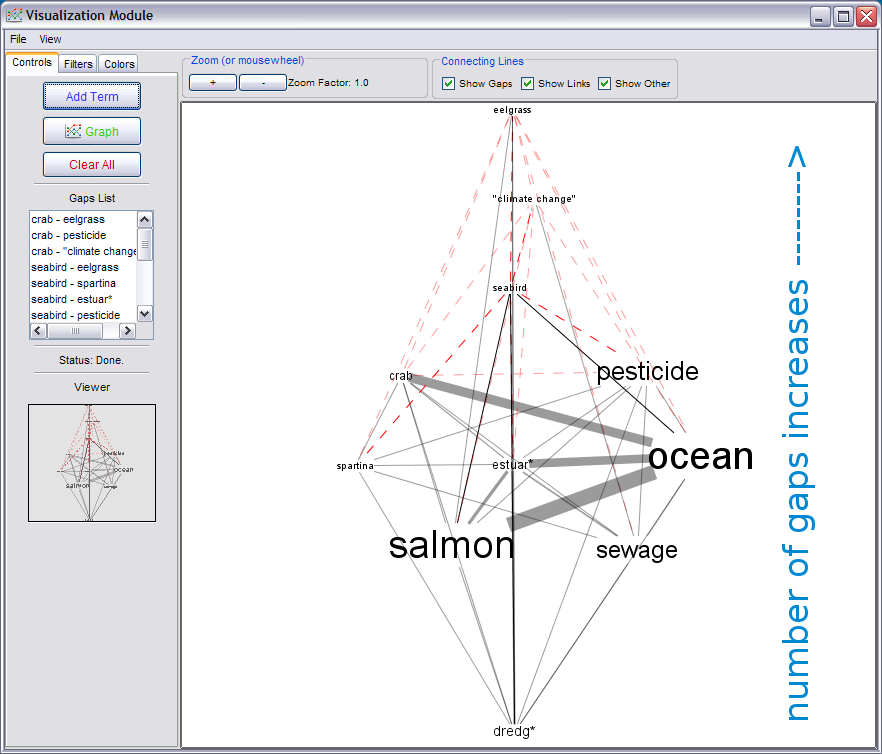 Visualization Module
File View
Controls Filters Colors
Zoom (or mousewheel)
+ - Zoom Factor: 1.0
Connecting Lines
Show Gaps Show Links Show Other
Add Term
Graph
Clear All
Gaps List
crab - eelgrass
crab - pesticide
crab - "climate change
seabird - eelgrass
seabird - spartina
seabird - estuar*
seabird - pesticide
Status: Done.
Viewer
eelgrass
"climate change"
seabird
crab
pesticide
spartina
estuar*
ocean
salmon
sewage
dredg*
number of gaps increases --------->